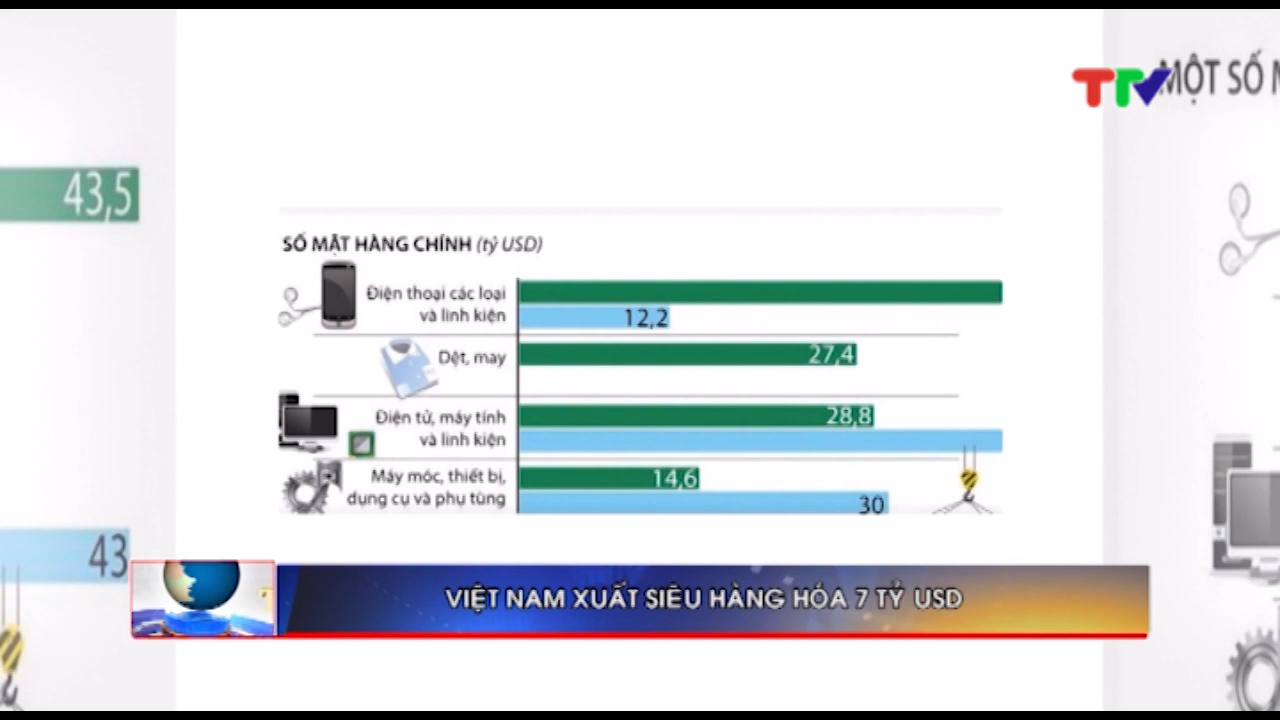 TTV
MỘT SỐ M
43,5
SỐ MẶT HÀNG CHÍNH (tỷ USD)
Điện thoại các loại
và linh kiện
12,2
Dệt, may
27,4
Điện tử, máy tính
và linh kiện
28,8
Máy móc, thiết bị,
dụng cụ và phụ tùng
14,6
30
43
VIỆT NAM XUẤT SIÊU HÀNG HÓA 7 TỶ USD